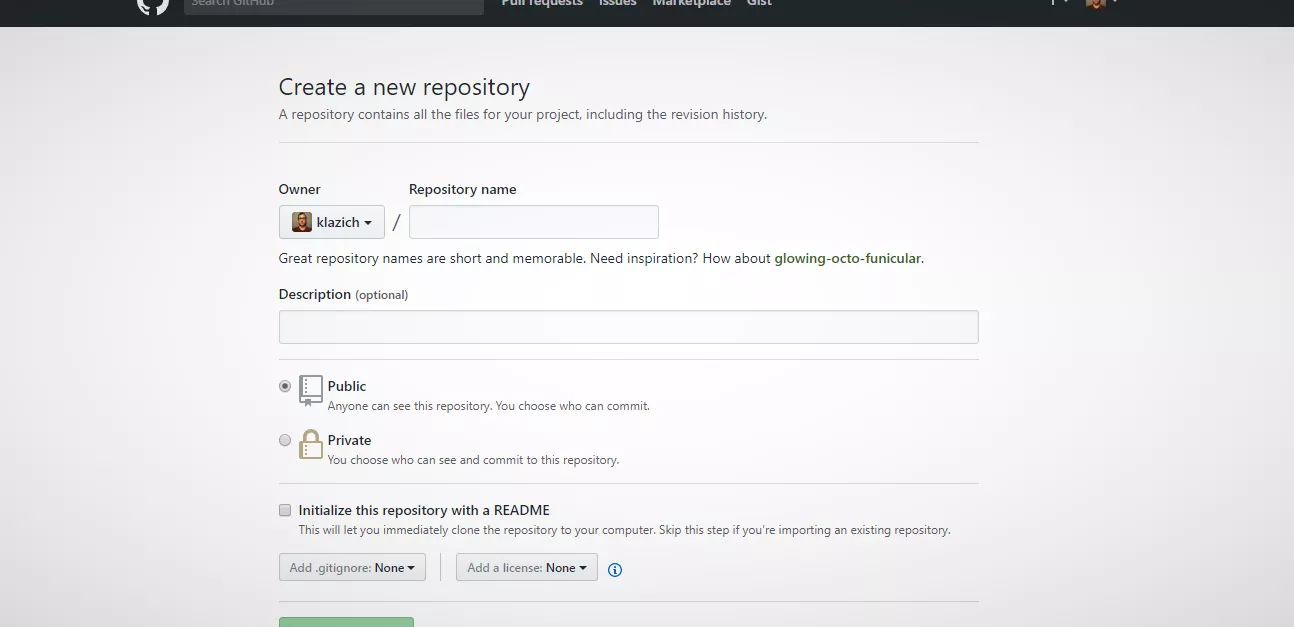 Search GitHub
Pull requests Issues Marketplace Gist
Create a new repository
A repository contains all the files for your project, including the revision history.
Owner
Repository name
klazich
/
Great repository names are short and memorable. Need inspiration? How about glowing-octo-funicular.
Description (optional)
Public
Anyone can see this repository. You choose who can commit.
Private
You choose who can see and commit to this repository.
Initialize this repository with a README
This will let you immediately clone the repository to your computer. Skip this step if you're importing an existing repository.
Add .gitignore: None
Add a license: None